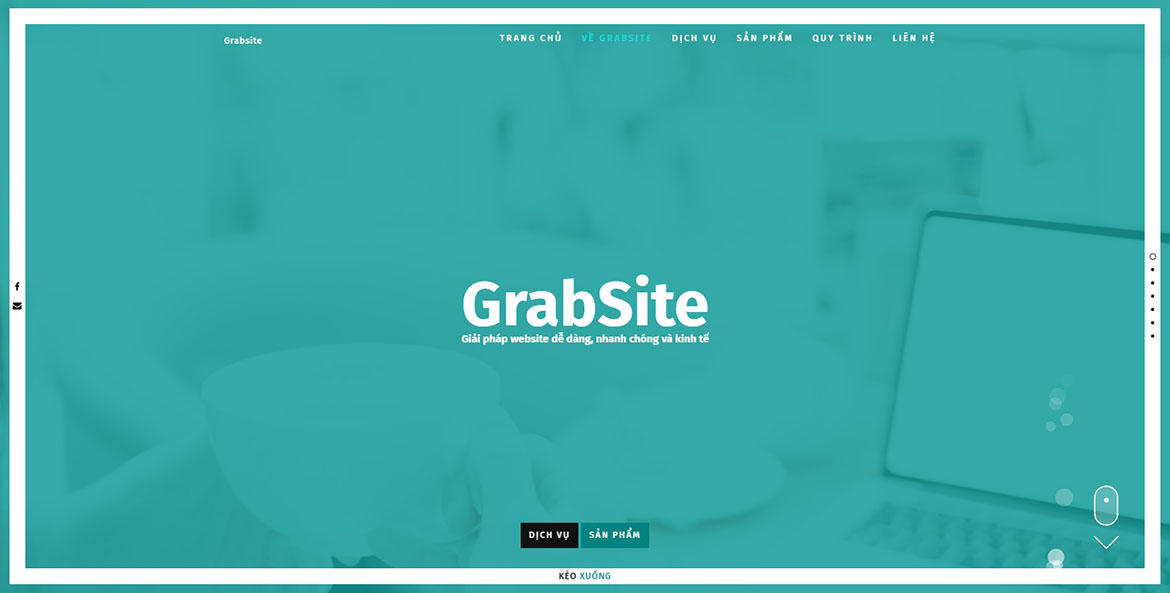 Grabsite
TRANG CHỦ VỀ GRABSITE DỊCH VỤ SẢN PHẨM QUY TRÌNH LIÊN HỆ
GrabSite
Giải pháp website dễ dàng, nhanh chóng và kinh tế
DỊCH VỤ SẢN PHẨM
KÉO XUỐNG